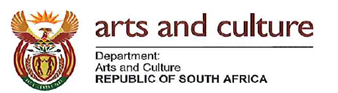 arts and culture
Department:
Arts and Culture
REPUBLIC OF SOUTH AFRICA